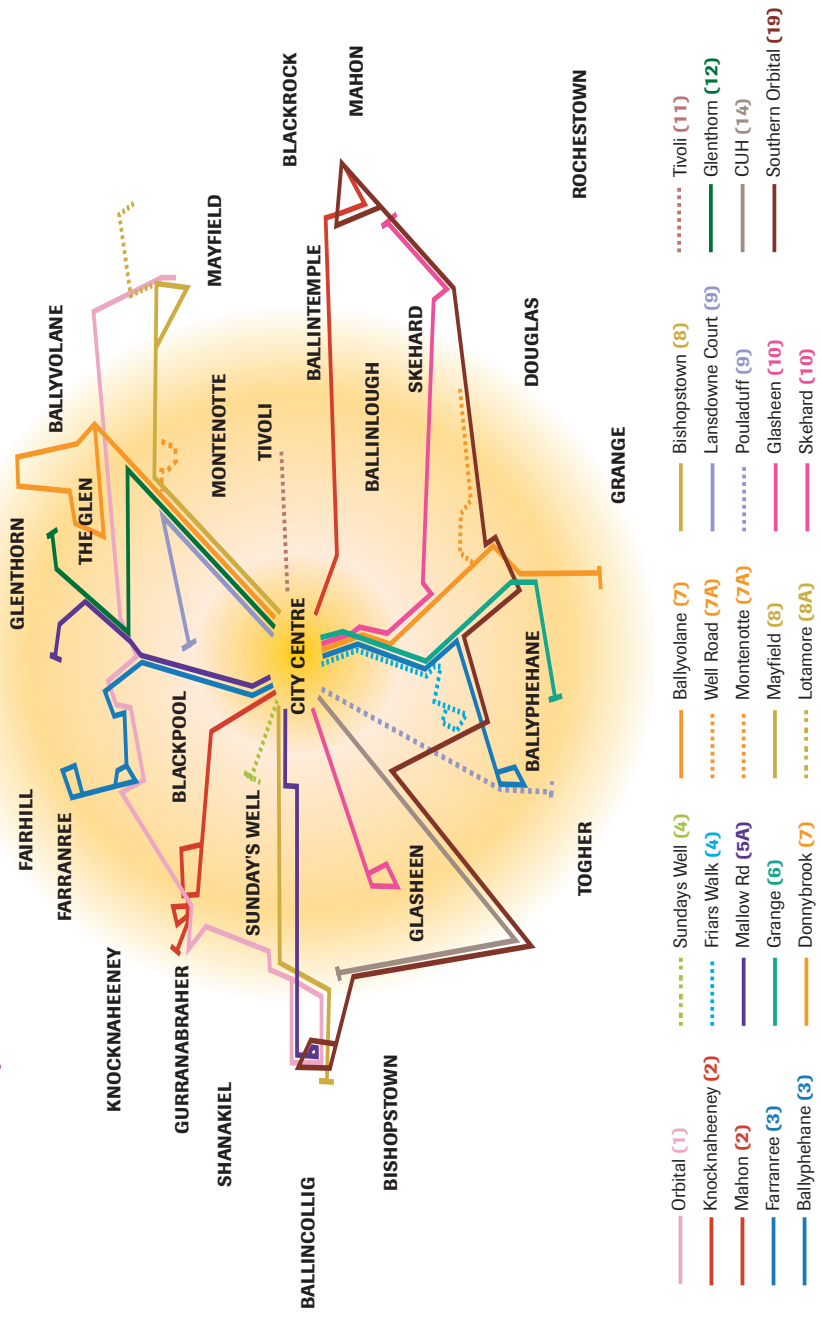 GLENTHORN
FAIRHILL
BALLYVOLANE
FARRANREE
THE GLEN
KNOCKNAHEENEY
BLACKPOOL
GURRANABRAHER
MAYFIELD
MONTENOTTE
SHANAKIEL
SUNDAY'S WELL
TIVOLI
BLACKROCK
CITY CENTRE
BALLINCOLLIG
BALLINTEMPLE
MAHON
BALLINLOUGH
BISHOPSTOWN
GLASHEEN
SKEHARD
BALLYPHEHANE
DOUGLAS
ROCHESTOWN
TOGHER
GRANGE
Orbital (1)
Knocknaheeney (2)
Mahon (2)
Farranree (3)
Ballyphehane (3)
Sundays Well (4)
Friars Walk (4)
Mallow Rd (5A)
Grange (6)
Donnybrook (7)
Ballyvolane (7)
Well Road (7A)
Montenotte (7A)
Mayfield (8)
Lotamore (8A)
Bishopstown (8)
Lansdowne Court (9)
Pouladuff (9)
Glasheen (10)
Skehard (10)
Tivoli (11)
Glenthorn (12)
CUH (14)
Southern Orbital (19)